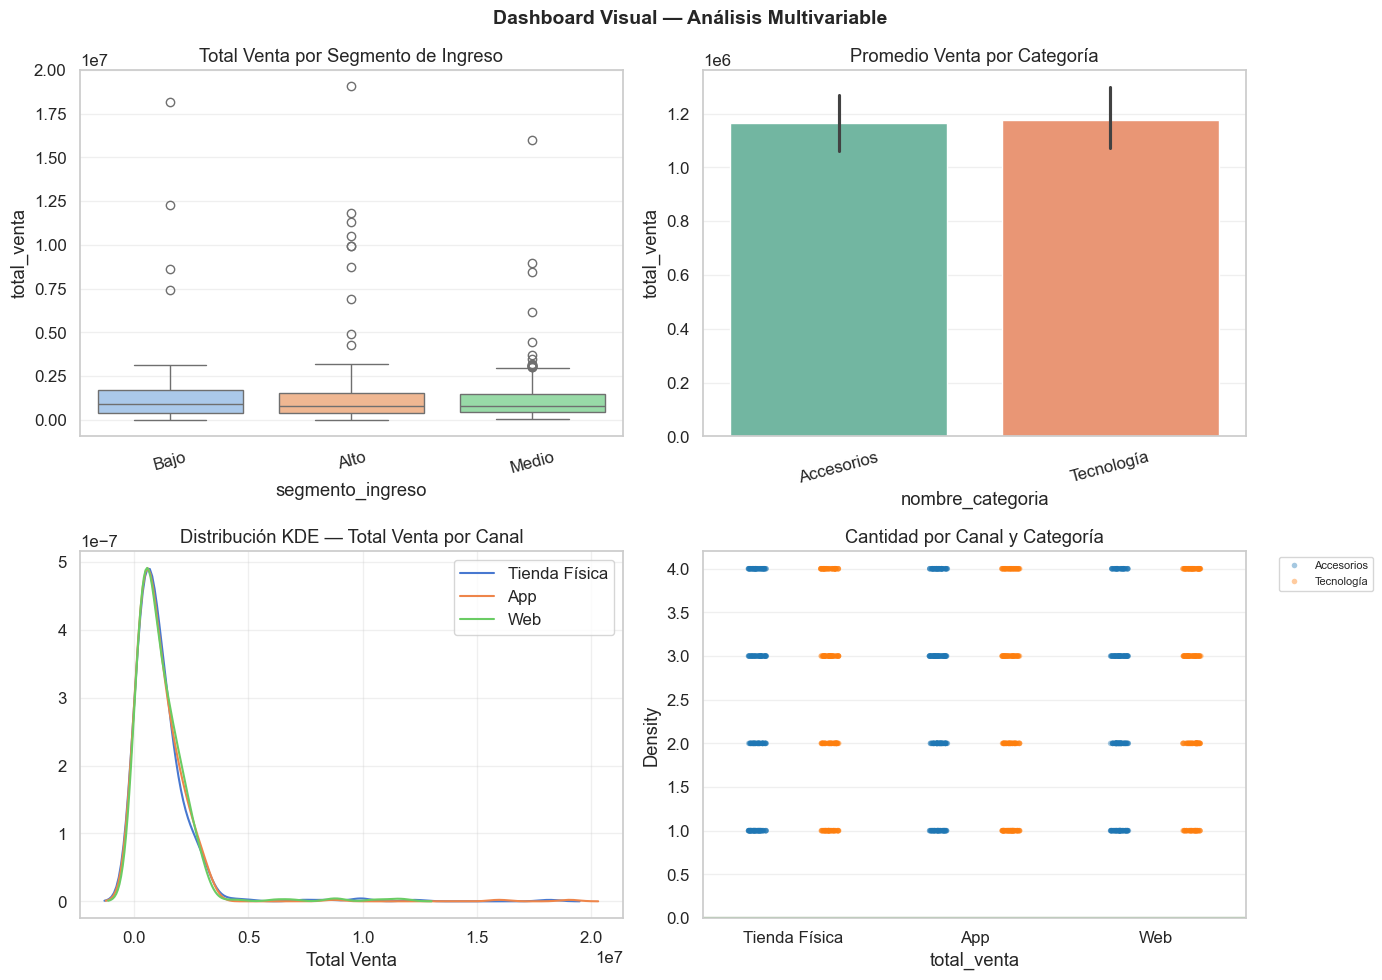 Dashboard Visual — Análisis Multivariable
Total Venta por Segmento de Ingreso
1e7
2.00
1.75
1.50
1.25
1.00
0.75
0.50
0.25
0.00
total_venta
Bajo
Alto
Medio
segmento_ingreso
Promedio Venta por Categoría
1e6
1.2
1.0
0.8
0.6
0.4
0.2
0.0
total_venta
Accesorios
Tecnología
nombre_categoria
Distribución KDE — Total Venta por Canal
1e−7
5
4
3
2
1
0
Tienda Física
App
Web
0.0
0.5
1.0
1.5
2.0
1e7
Total Venta
Cantidad por Canal y Categoría
4.0
3.5
3.0
2.5
2.0
1.5
1.0
0.5
0.0
Density
Tienda Física
App
Web
total_venta
Accesorios
Tecnología